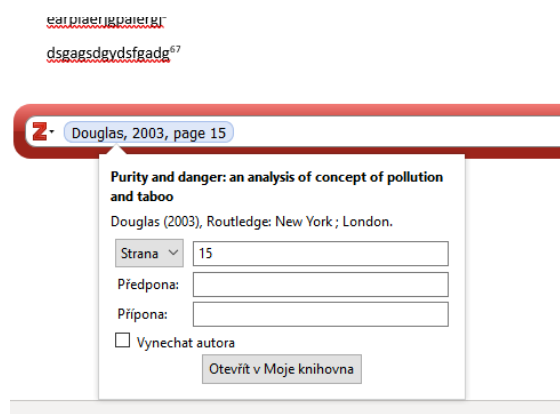 dsgagsdgydsfgadg67
Z Douglas, 2003, page 15
Purity and danger: an analysis of concept of pollution
and taboo
Douglas (2003), Routledge: New York ; London.
Strana 15
Předpona:
Přípona:
Vynechat autora
Otevřít v Moje knihovna